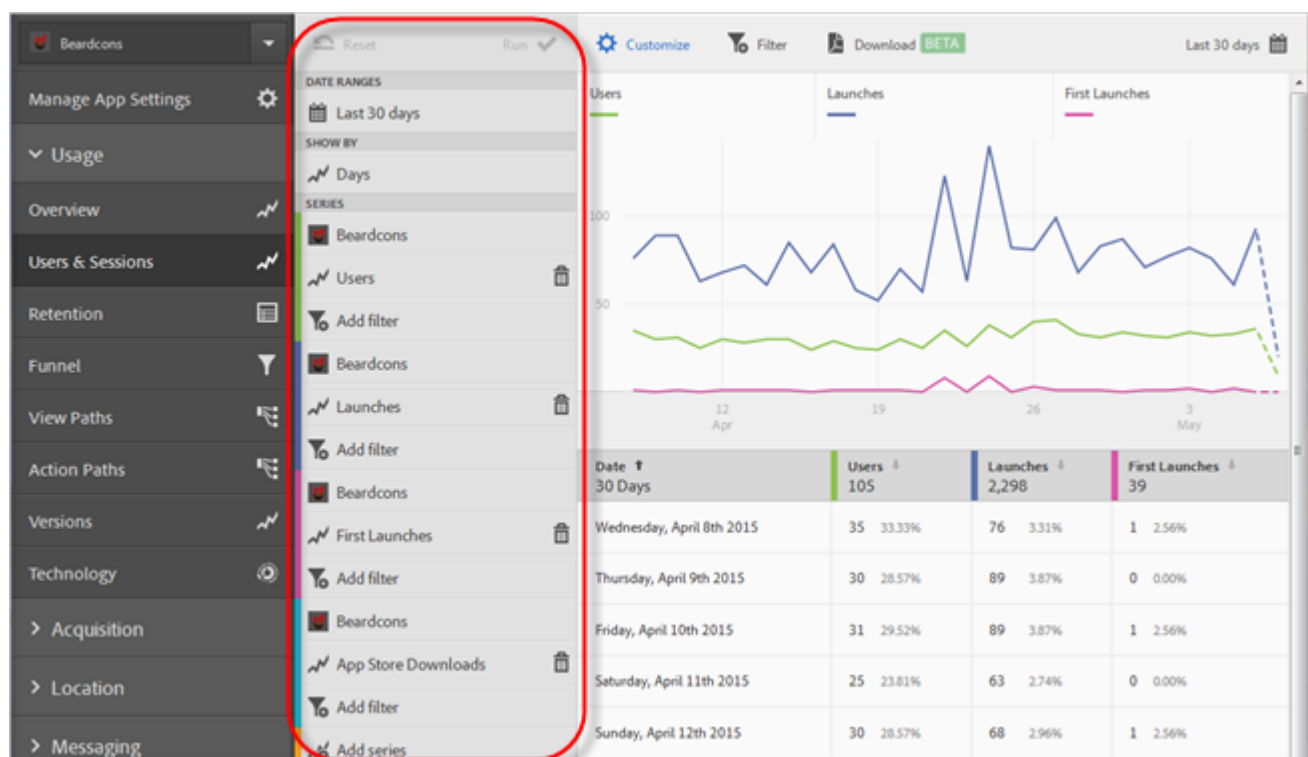 Beardcons
Manage App Settings
Usage
Overview
Users & Sessions
Retention
Funnel
View Paths
Action Paths
Versions
Technology
Acquisition
Location
Messaging
Reset Run
DATE RANGES
Last 30 days
SHOW BY
Days
SERIES
Beardcons
Users
Add filter
Beardcons
Launches
Add filter
Beardcons
First Launches
Add filter
Beardcons
App Store Downloads
Add filter
Add series
Customize Filter Download BETA Last 30 days
Users Launches First Launches
100
50
12 19 26 3
Apr May
Date Users Launches First Launches
30 Days 105 2,298 39
Wednesday, April 8th 2015 35 33.33% 76 3.31% 1 2.56%
Thursday, April 9th 2015 30 28.57% 89 3.87% 0 0.00%
Friday, April 10th 2015 31 29.52% 89 3.87% 1 2.56%
Saturday, April 11th 2015 25 23.81% 63 2.74% 0 0.00%
Sunday, April 12th 2015 30 28.57% 68 2.96% 1 2.56%